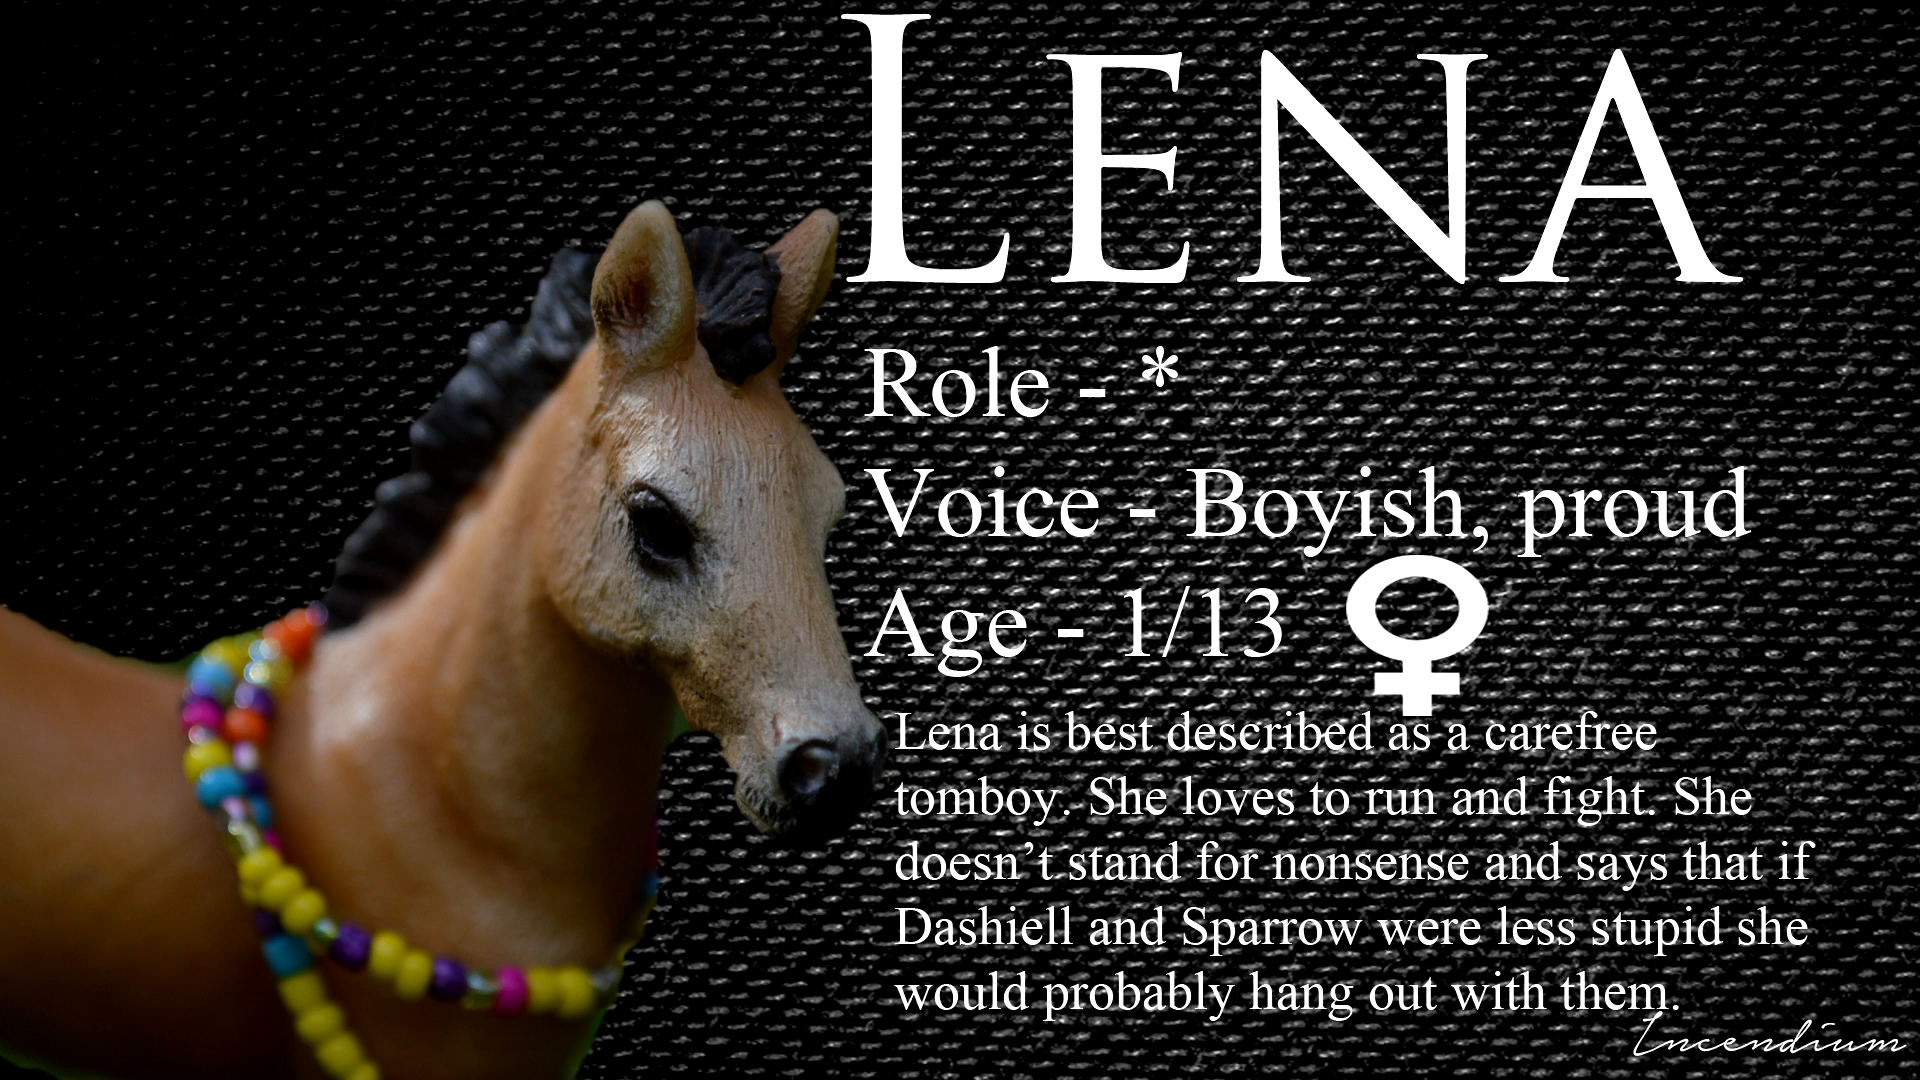 LENA
Role - *
Voice - Boyish, proud
Age - 1/13 ♀
Lena is best described as a carefree
tomboy. She loves to run and fight. She
doesn’t stand for nonsense and says that if
Dashiell and Sparrow were less stupid she
would probably hang out with them.
Incendium